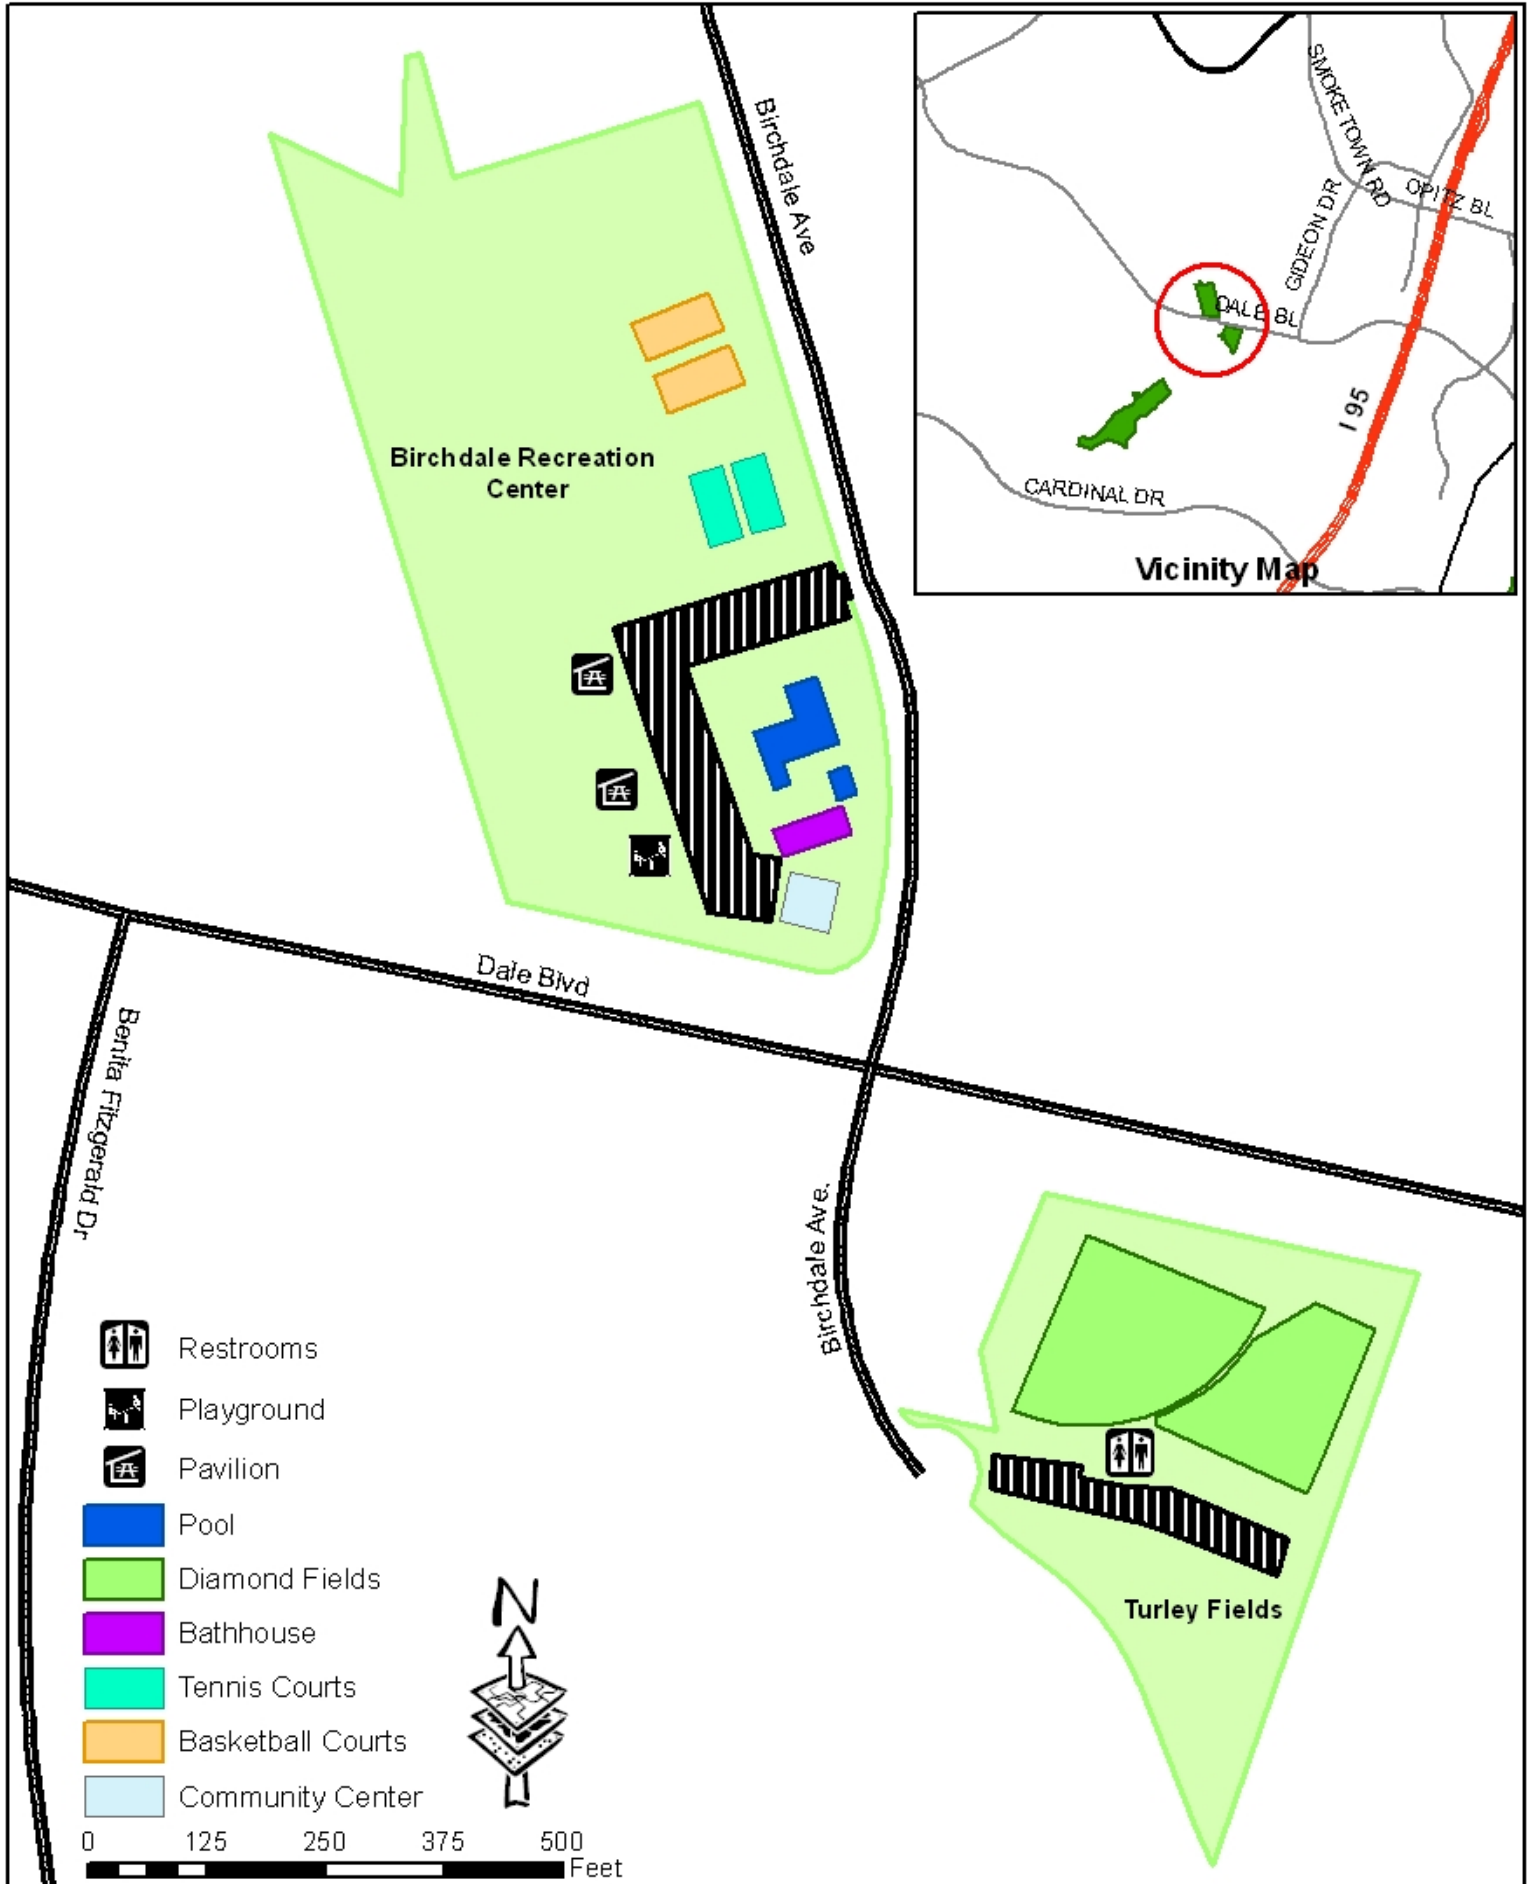 Birchdale Ave
SMOKETOWN RD
OPITZ BL
GIDEON DR
DALE BL
I 95
CARDINAL DR
Vicinity Map
Birchdale Recreation
Center
Dale Blvd
Benita Fitzgerald Dr
Birchdale Ave.
Turley Fields
Restrooms
Playground
Pavilion
Pool
Diamond Fields
Bathhouse
Tennis Courts
Basketball Courts
Community Center
N
0 125 250 375 500
Feet